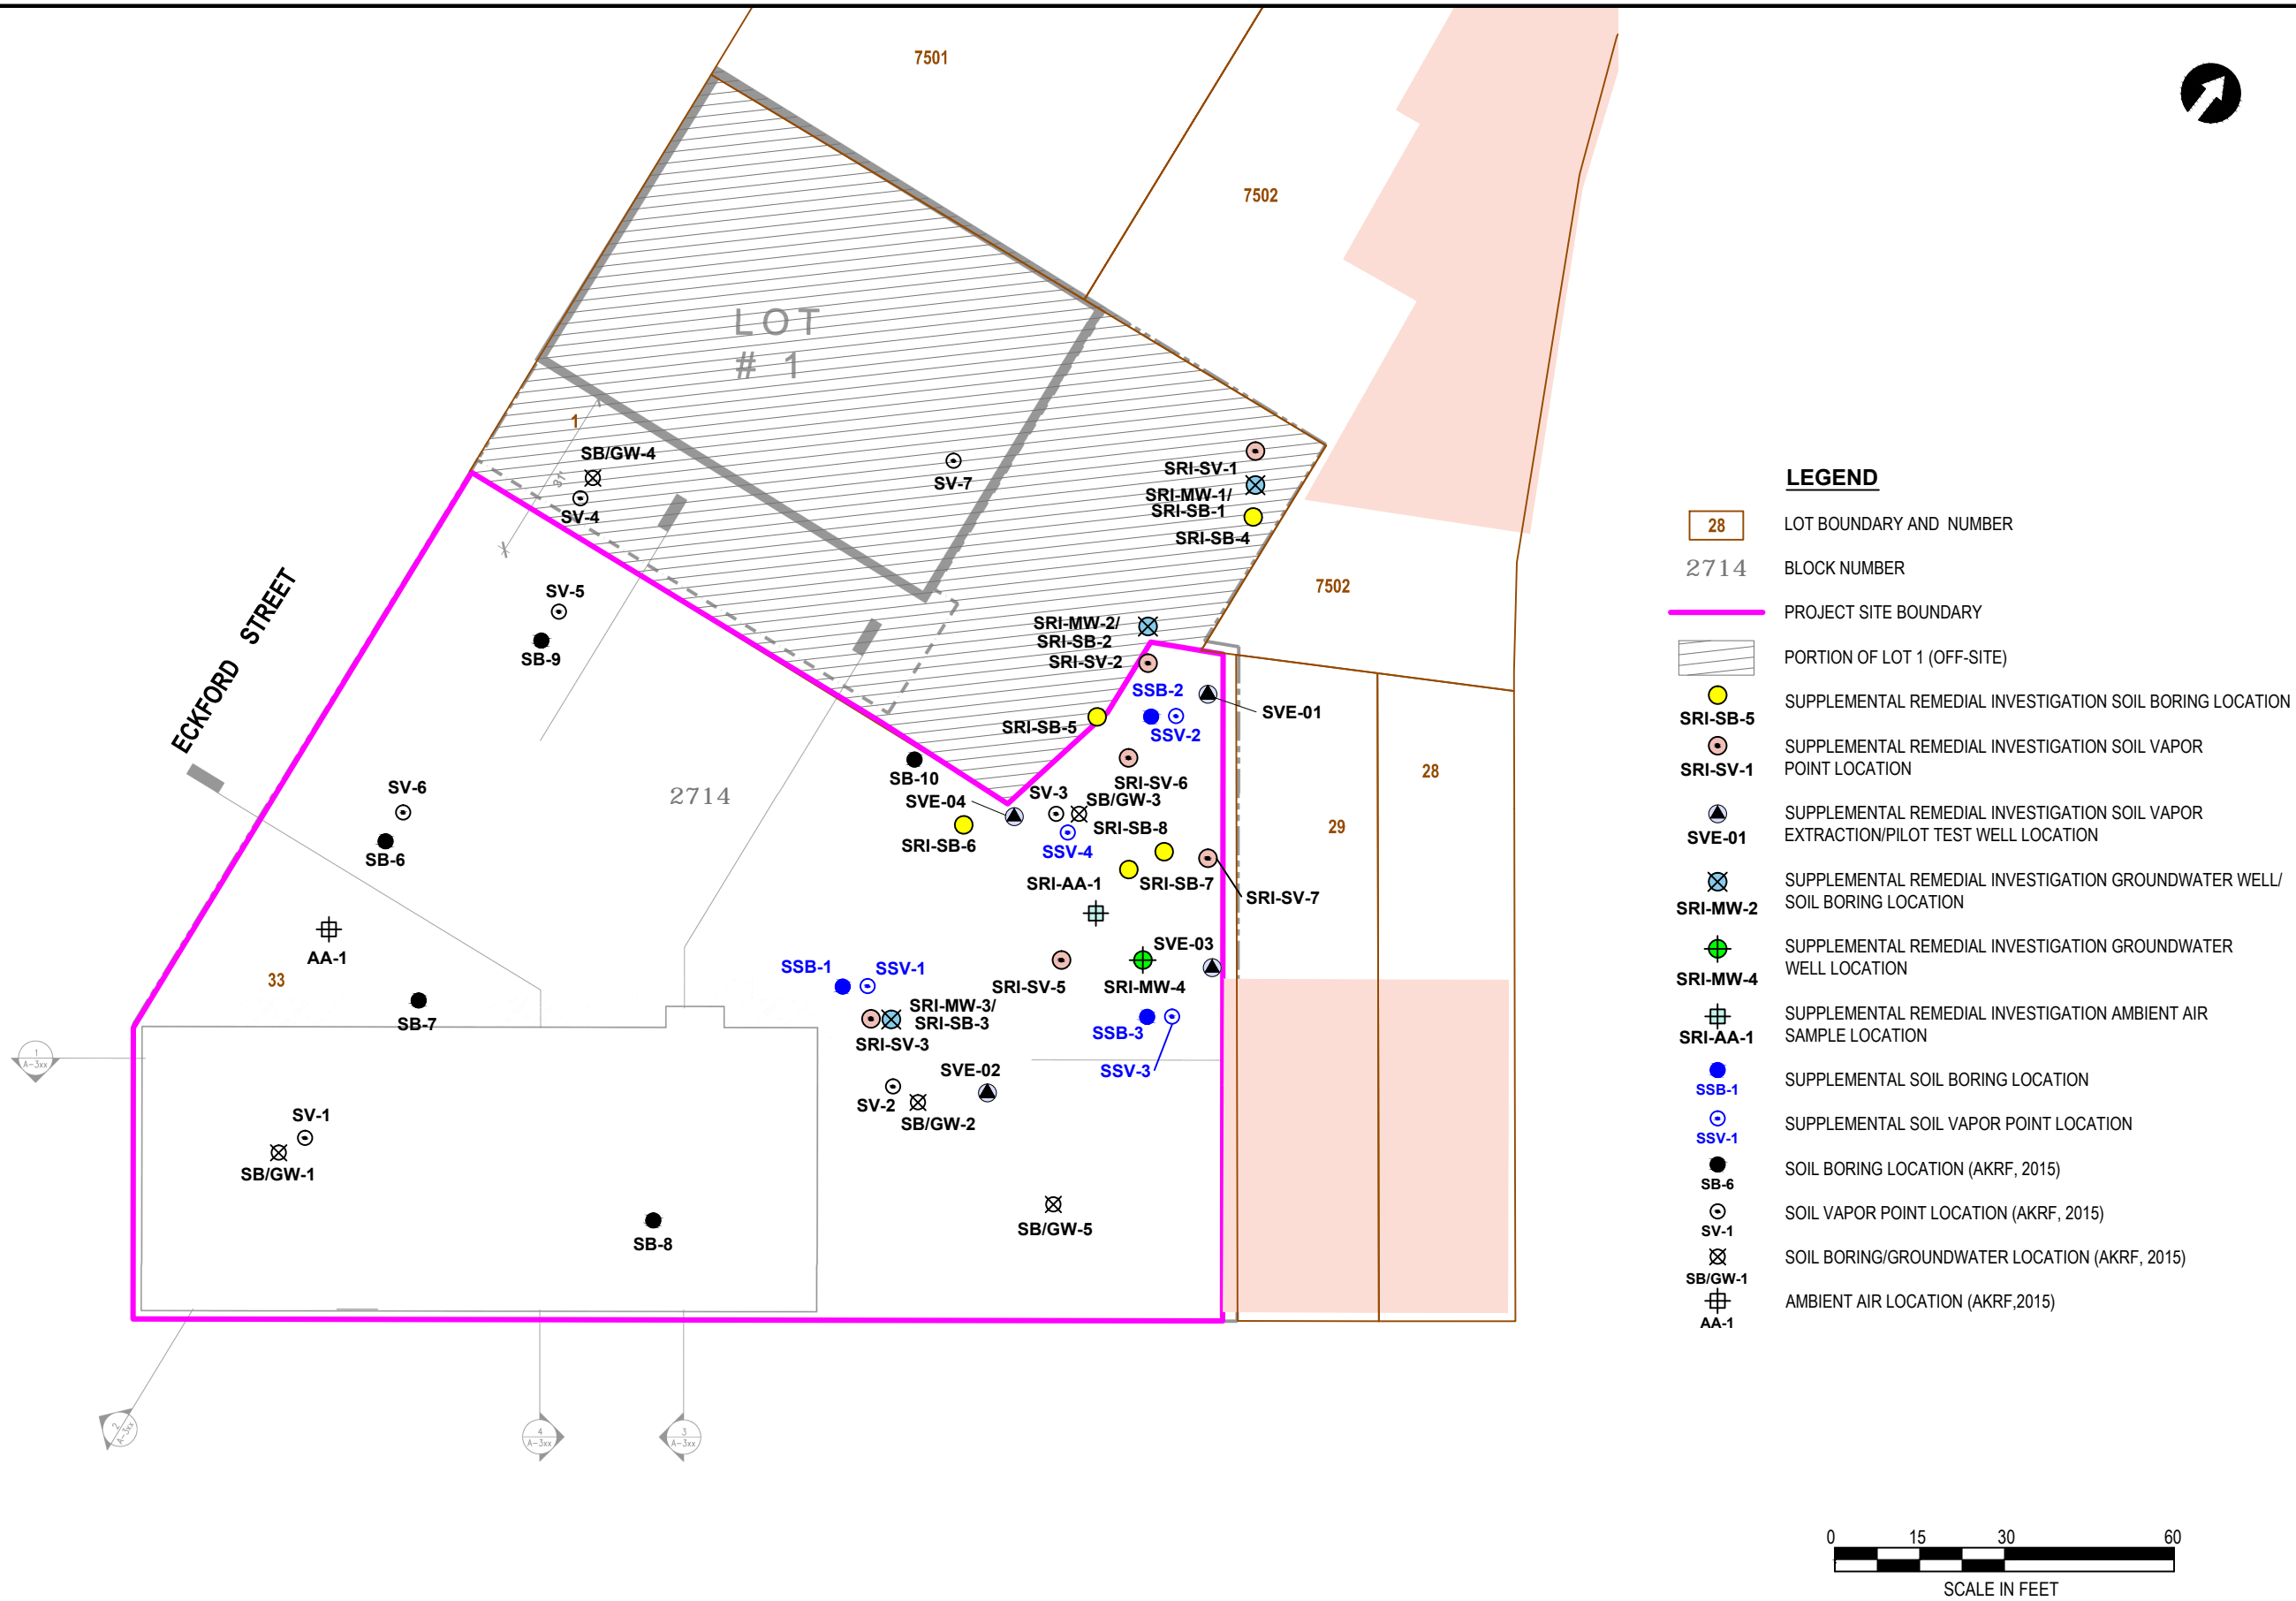 7501
7502
LOT
# 1
1
31'
SB/GW-4
SV-4
SV-7
SRI-SV-1
SRI-MW-1/
SRI-SB-1
SRI-SB-4
7502
ECKFORD STREET
SV-5
SB-9
SRI-MW-2/
SRI-SB-2
SRI-SV-2
SSB-2
SSV-2
SVE-01
SRI-SB-5
SB-10
SRI-SV-6
2714
SV-6
SB-6
SVE-04
SV-3
SB/GW-3
SRI-SB-6
SSV-4
SRI-SB-8
28
29
SRI-AA-1
SRI-SB-7
SRI-SV-7
AA-1
33
SB-7
SSB-1
SSV-1
SRI-SV-5
SVE-03
SRI-MW-4
SRI-MW-3/
SRI-SB-3
SRI-SV-3
SSB-3
SSV-3
1
A-3xx
SVE-02
SV-2
SB/GW-2
SV-1
SB/GW-1
SB-8
SB/GW-5
2
A-3xx
4
A-3xx
3
A-3xx
LEGEND
28
LOT BOUNDARY AND NUMBER
2714
BLOCK NUMBER
PROJECT SITE BOUNDARY
PORTION OF LOT 1 (OFF-SITE)
SRI-SB-5
SUPPLEMENTAL REMEDIAL INVESTIGATION SOIL BORING LOCATION
SRI-SV-1
SUPPLEMENTAL REMEDIAL INVESTIGATION SOIL VAPOR
POINT LOCATION
SVE-01
SUPPLEMENTAL REMEDIAL INVESTIGATION SOIL VAPOR
EXTRACTION/PILOT TEST WELL LOCATION
SRI-MW-2
SUPPLEMENTAL REMEDIAL INVESTIGATION GROUNDWATER WELL/
SOIL BORING LOCATION
SRI-MW-4
SUPPLEMENTAL REMEDIAL INVESTIGATION GROUNDWATER
WELL LOCATION
SRI-AA-1
SUPPLEMENTAL REMEDIAL INVESTIGATION AMBIENT AIR
SAMPLE LOCATION
SSB-1
SUPPLEMENTAL SOIL BORING LOCATION
SSV-1
SUPPLEMENTAL SOIL VAPOR POINT LOCATION
SB-6
SOIL BORING LOCATION (AKRF, 2015)
SV-1
SOIL VAPOR POINT LOCATION (AKRF, 2015)
SB/GW-1
SOIL BORING/GROUNDWATER LOCATION (AKRF, 2015)
AA-1
AMBIENT AIR LOCATION (AKRF,2015)
0 15 30 60
SCALE IN FEET